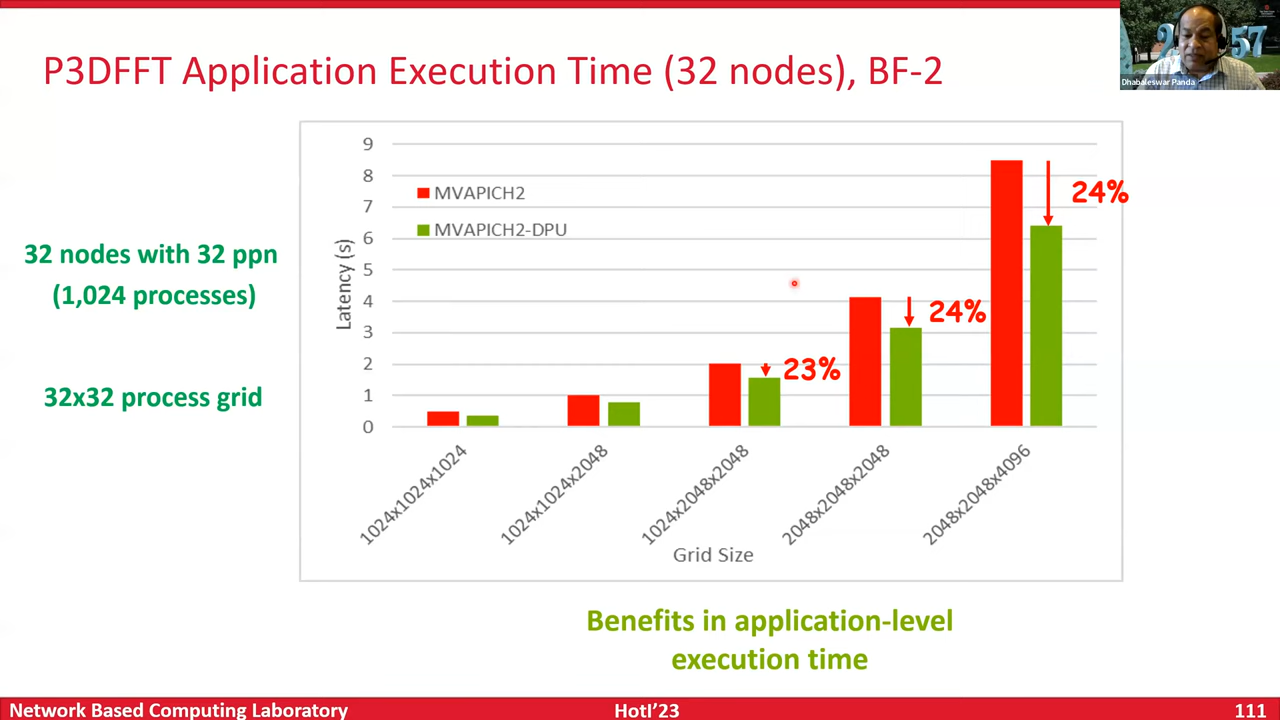 P3DFFT Application Execution Time (32 nodes), BF-2
57
Dhabaleswar Panda
32 nodes with 32 ppn
(1,024 processes)
32x32 process grid
9
8
7
6
5
4
3
2
1
0
Latency (s)
MVAPICH2
MVAPICH2-DPU
23%
24%
24%
1024x1024x1024
1024x1024x2048
1024x2048x2048
2048x2048x2048
2048x2048x4096
Grid Size
Benefits in application-level
execution time
Network Based Computing Laboratory
HotI’23
111